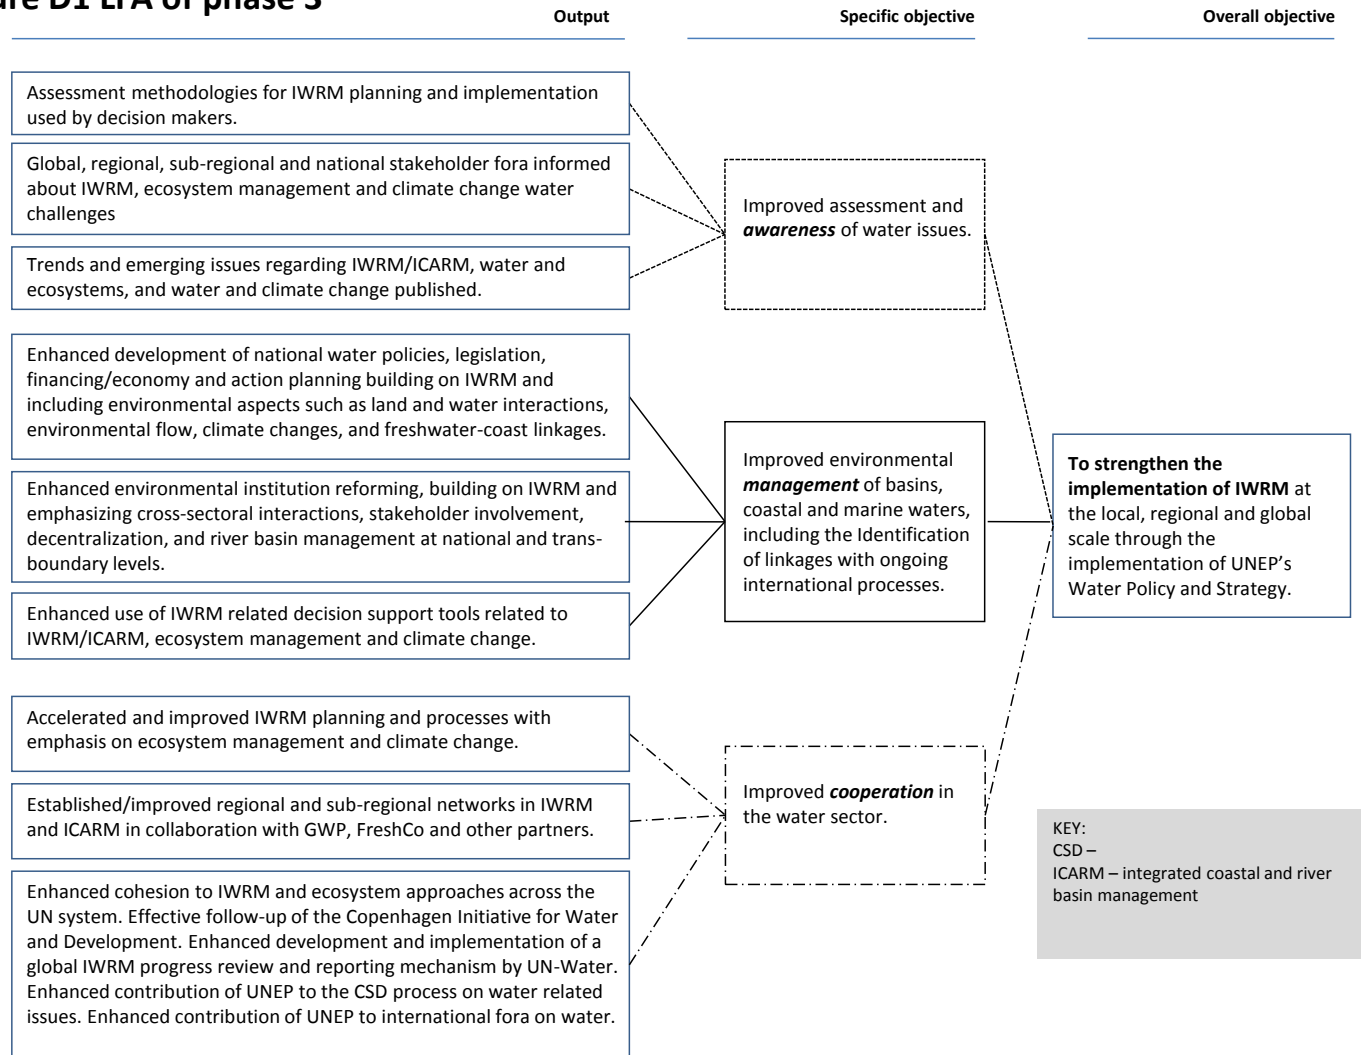 ure D1 LFA of phase 3
Output
Specific objective
Overall objective
Assessment methodologies for IWRM planning and implementation
used by decision makers.
Global, regional, sub-regional and national stakeholder fora informed
about IWRM, ecosystem management and climate change water
challenges
Trends and emerging issues regarding IWRM/ICARM, water and
ecosystems, and water and climate change published.
Enhanced development of national water policies, legislation,
financing/economy and action planning building on IWRM and
including environmental aspects such as land and water interactions,
environmental flow, climate changes, and freshwater-coast linkages.
Enhanced environmental institution reforming, building on IWRM and
emphasizing cross-sectoral interactions, stakeholder involvement,
decentralization, and river basin management at national and trans-
boundary levels.
Enhanced use of IWRM related decision support tools related to
IWRM/ICARM, ecosystem management and climate change.
Accelerated and improved IWRM planning and processes with
emphasis on ecosystem management and climate change.
Established/improved regional and sub-regional networks in IWRM
and ICARM in collaboration with GWP, FreshCo and other partners.
Enhanced cohesion to IWRM and ecosystem approaches across the
UN system. Effective follow-up of the Copenhagen Initiative for Water
and Development. Enhanced development and implementation of a
global IWRM progress review and reporting mechanism by UN-Water.
Enhanced contribution of UNEP to the CSD process on water related
issues. Enhanced contribution of UNEP to international fora on water.
Improved assessment and
awareness of water issues.
Improved environmental
management of basins,
coastal and marine waters,
including the Identification
of linkages with ongoing
international processes.
Improved cooperation in
the water sector.
To strengthen the
implementation of IWRM at
the local, regional and global
scale through the
implementation of UNEP’s
Water Policy and Strategy.
KEY:
CSD –
ICARM – integrated coastal and river
basin management